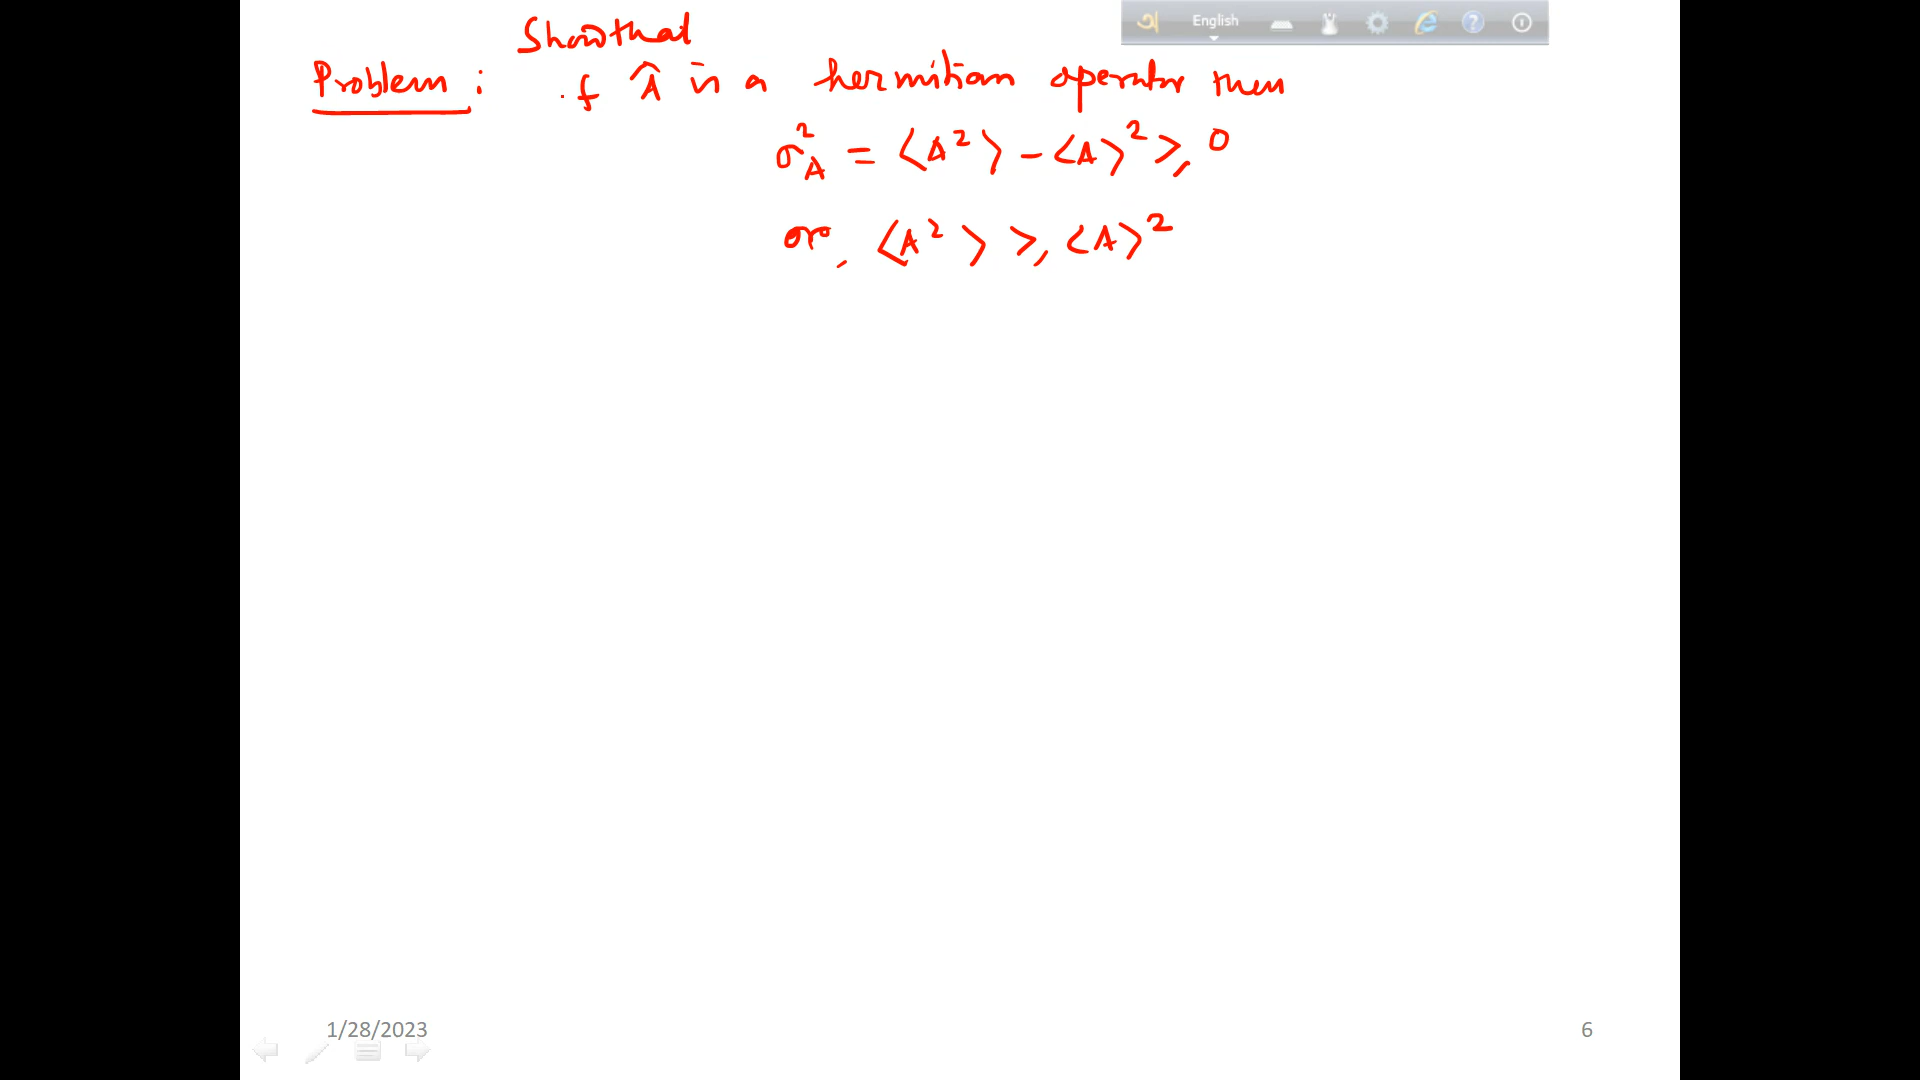 English
Show that
Problem : if Â is a hermitian operator then
σ²_A = ⟨A²⟩ - ⟨A⟩² ≥ 0
or, ⟨A²⟩ ≥ ⟨A⟩²
1/28/2023
6